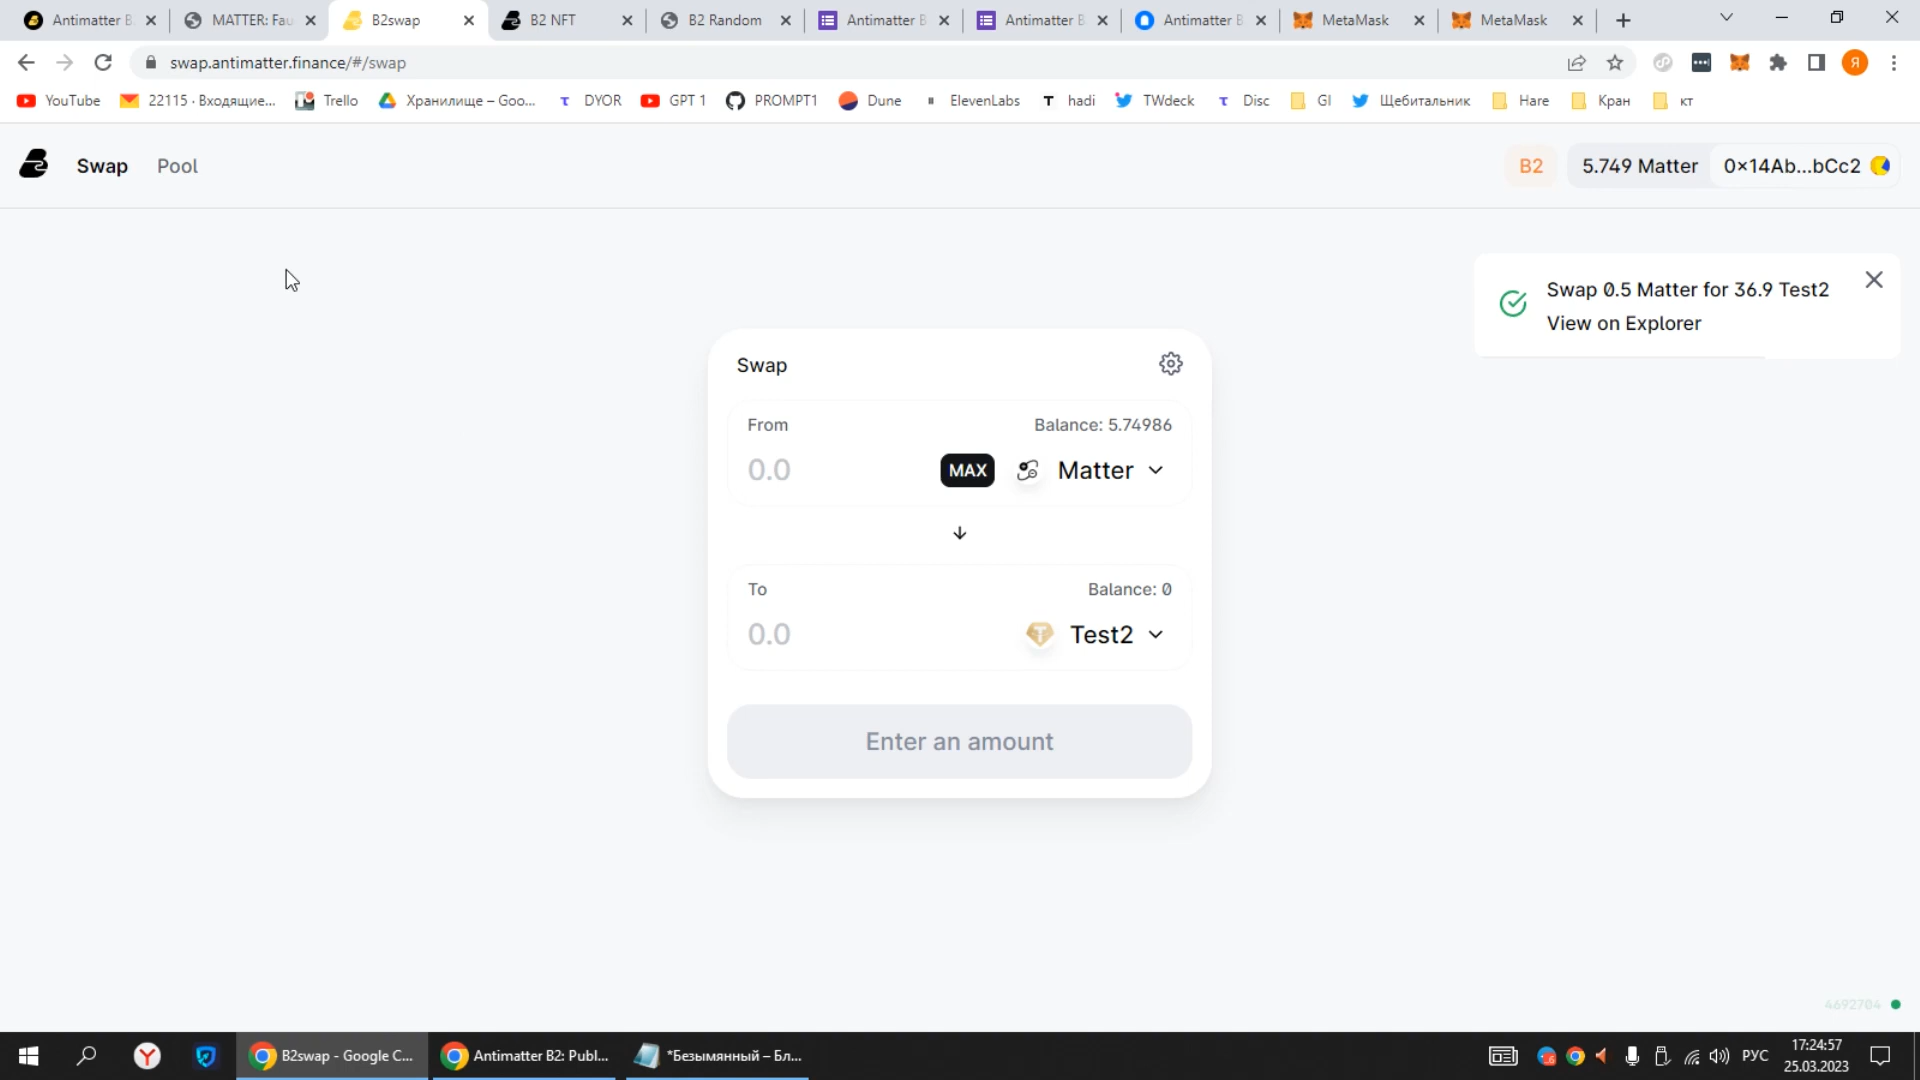 Antimatter B
MATTER: Fau
B2swap
B2 NFT
B2 Random
Antimatter B
Antimatter B
Antimatter B
MetaMask
MetaMask
swap.antimatter.finance/#/swap
Я
YouTube
22115 · Входящие...
Trello
Хранилище – Goo...
DYOR
GPT 1
PROMPT1
Dune
ElevenLabs
hadi
TWdeck
Disc
GI
Щебитальник
Hare
Кран
кт
Swap
Pool
B2
5.749 Matter
0×14Ab...bCc2
Swap 0.5 Matter for 36.9 Test2
View on Explorer
Swap
From
Balance: 5.74986
0.0
MAX
Matter
To
Balance: 0
0.0
Test2
Enter an amount
4692704
B2swap - Google C...
Antimatter B2: Publ...
*Безымянный – Бл...
РУС
17:24:57
25.03.2023